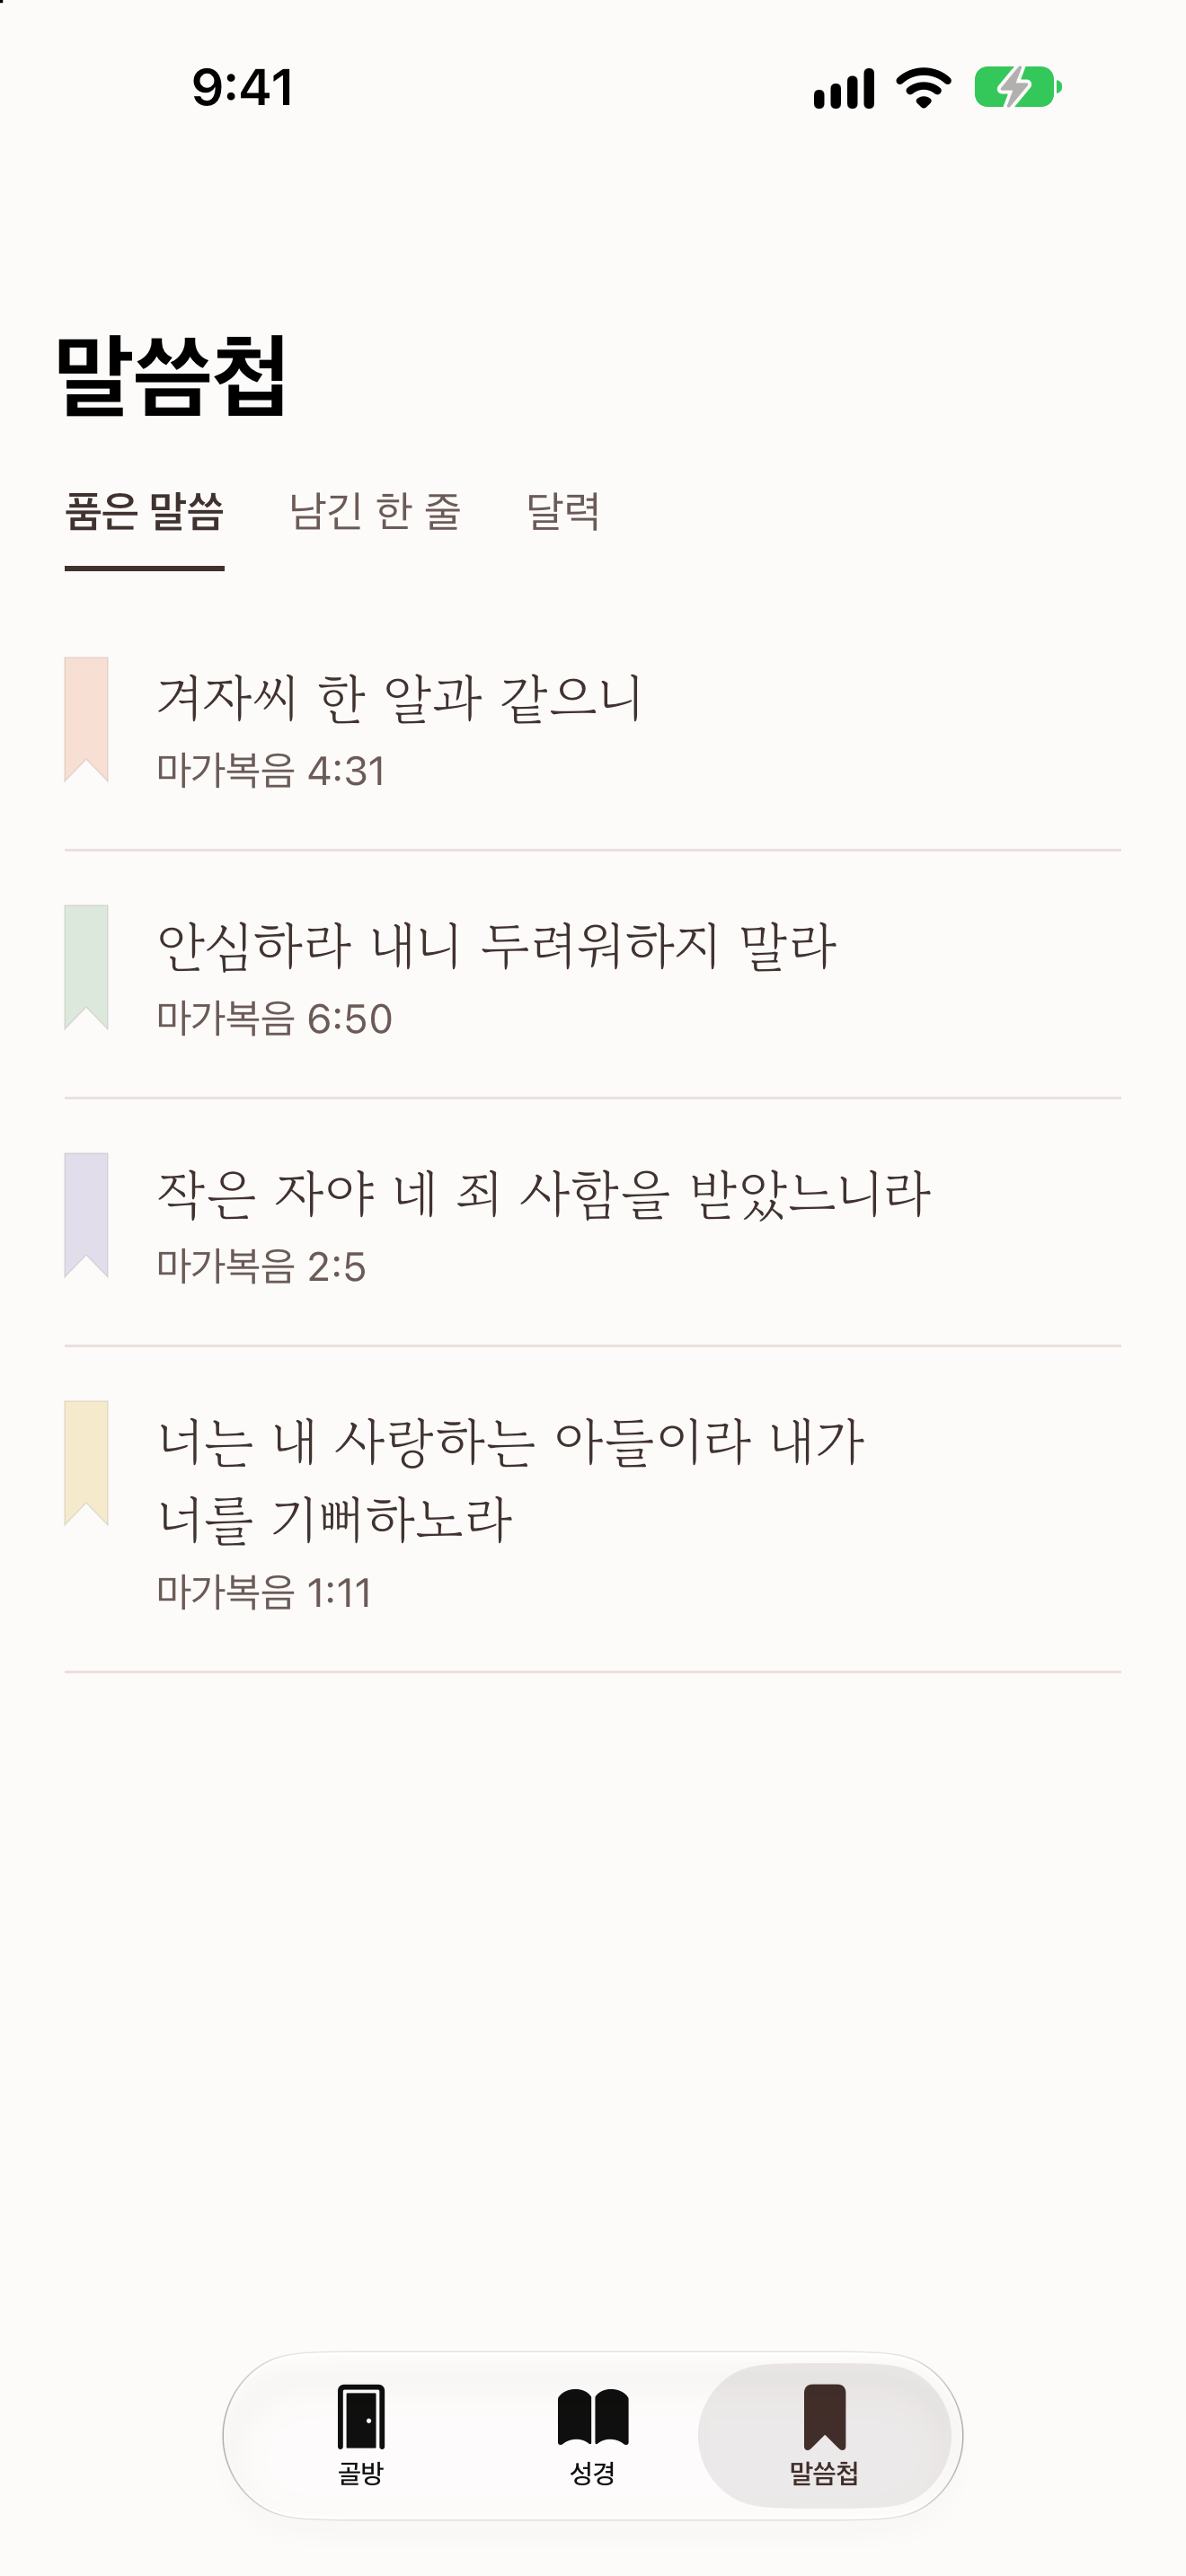 9:41
말씀첩
품은 말씀 남긴 한 줄 달력
겨자씨 한 알과 같으니
마가복음 4:31
안심하라 내니 두려워하지 말라
마가복음 6:50
작은 자야 네 죄 사함을 받았느니라
마가복음 2:5
너는 내 사랑하는 아들이라 내가
너를 기뻐하노라
마가복음 1:11
골방 성경 말씀첩